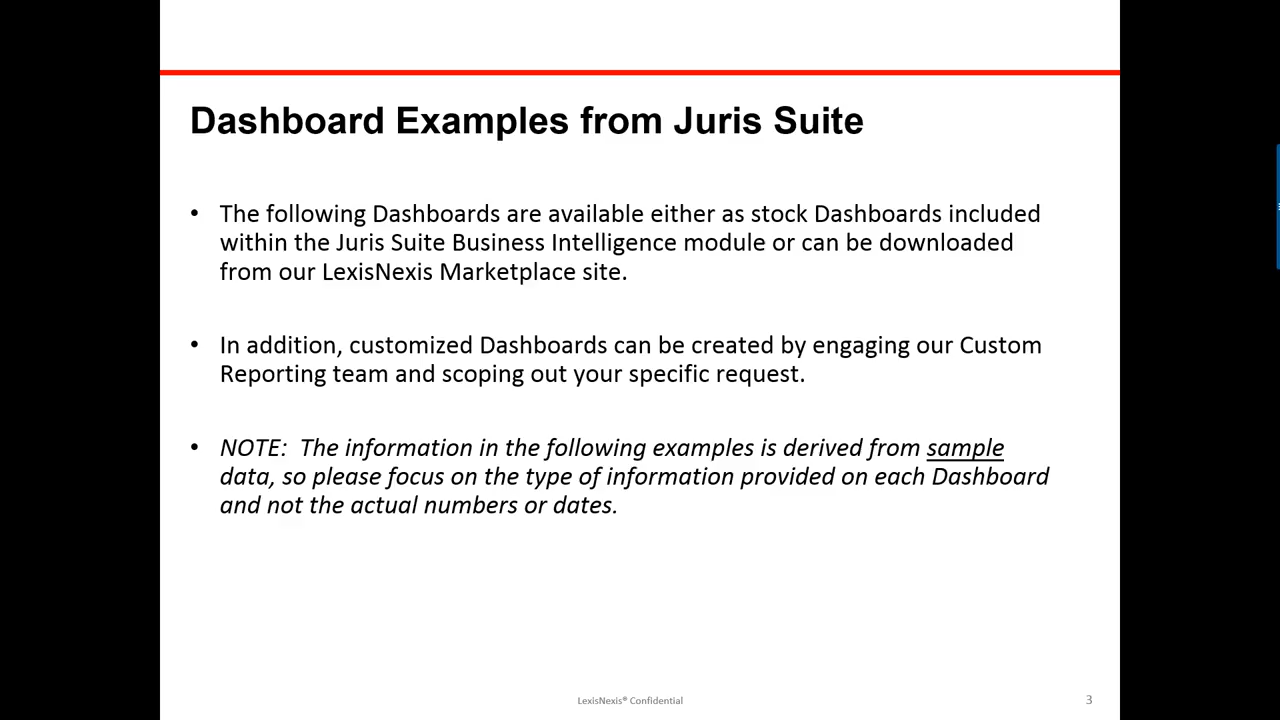 Dashboard Examples from Juris Suite
• The following Dashboards are available either as stock Dashboards included
within the Juris Suite Business Intelligence module or can be downloaded
from our LexisNexis Marketplace site.
• In addition, customized Dashboards can be created by engaging our Custom
Reporting team and scoping out your specific request.
• NOTE:  The information in the following examples is derived from sample
data, so please focus on the type of information provided on each Dashboard
and not the actual numbers or dates.
LexisNexis® Confidential
3